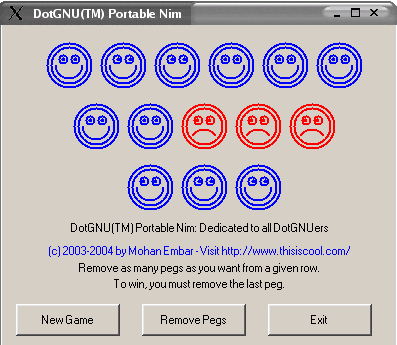 DotGNU(TM) Portable Nim
DotGNU(TM) Portable Nim: Dedicated to all DotGNUers
(c) 2003-2004 by Mohan Embar - Visit http://www.thisiscool.com/
Remove as many pegs as you want from a given row.
To win, you must remove the last peg.
New Game
Remove Pegs
Exit